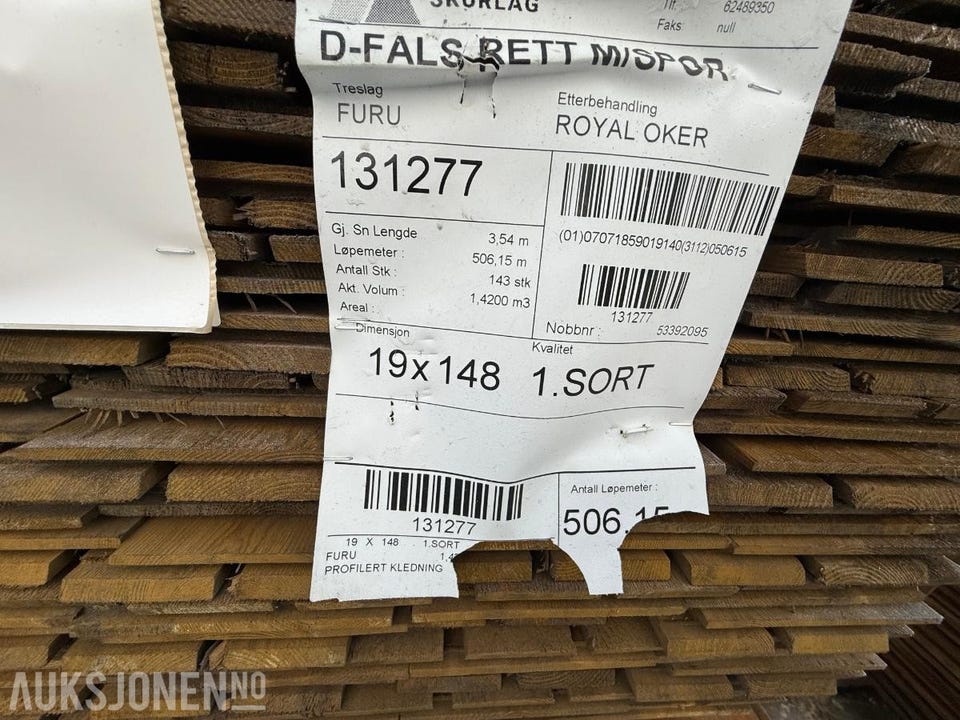 SKURLAG
Tlf. 62489350
Faks null
D-FALS RETT M/SPOR
Treslag
FURU
Etterbehandling
ROYAL OKER
131277
(01)07071859019140(3112)050615
Gj. Sn Lengde 3,54 m
Løpemeter : 506,15 m
Antall Stk : 143 stk
Akt. Volum : 1,4200 m3
Areal :
131277
Nobbnr : 53392095
Dimensjon
19x148
Kvalitet
1.SORT
131277
Antall Løpemeter :
506.15
19 X 148 1.SORT
FURU
PROFILERT KLEDNING
AUKSJONEN.NO